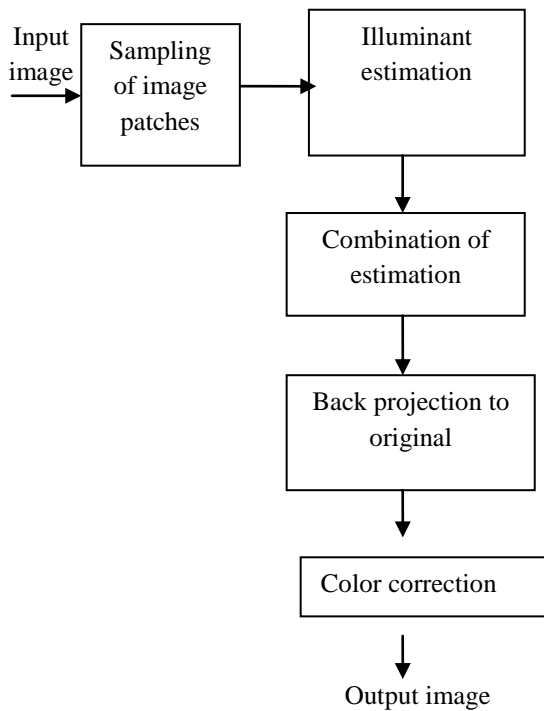 Input
image
Sampling
of image
patches
Illuminant
estimation
Combination of
estimation
Back projection to
original
Color correction
Output image